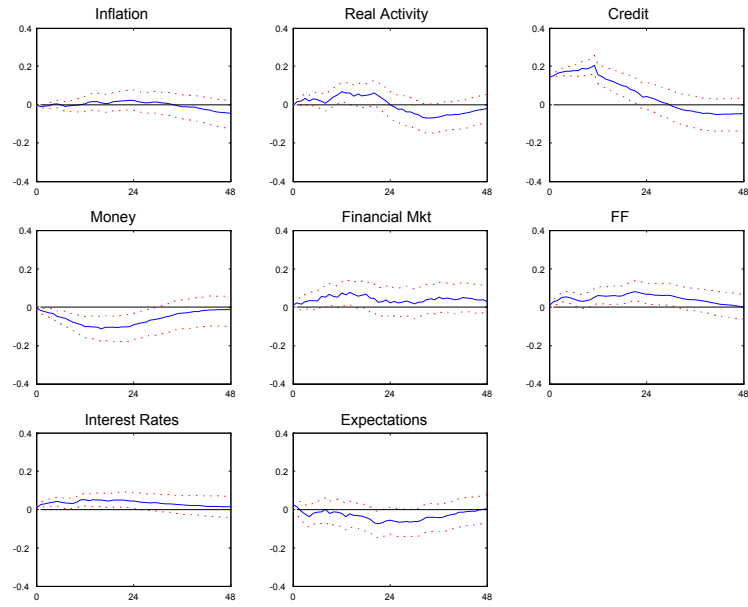 Inflation Real Activity Credit
0.4 0.4 0.4
0.2 0.2 0.2
0 0 0
-0.2 -0.2 -0.2
-0.4 -0.4 -0.4
0 24 48 0 24 48 0 24 48
Money Financial Mkt FF
0.4 0.4 0.4
0.2 0.2 0.2
0 0 0
-0.2 -0.2 -0.2
-0.4 -0.4 -0.4
0 24 48 0 24 48 0 24 48
Interest Rates Expectations
0.4 0.4
0.2 0.2
0 0
-0.2 -0.2
-0.4 -0.4
0 24 48 0 24 48